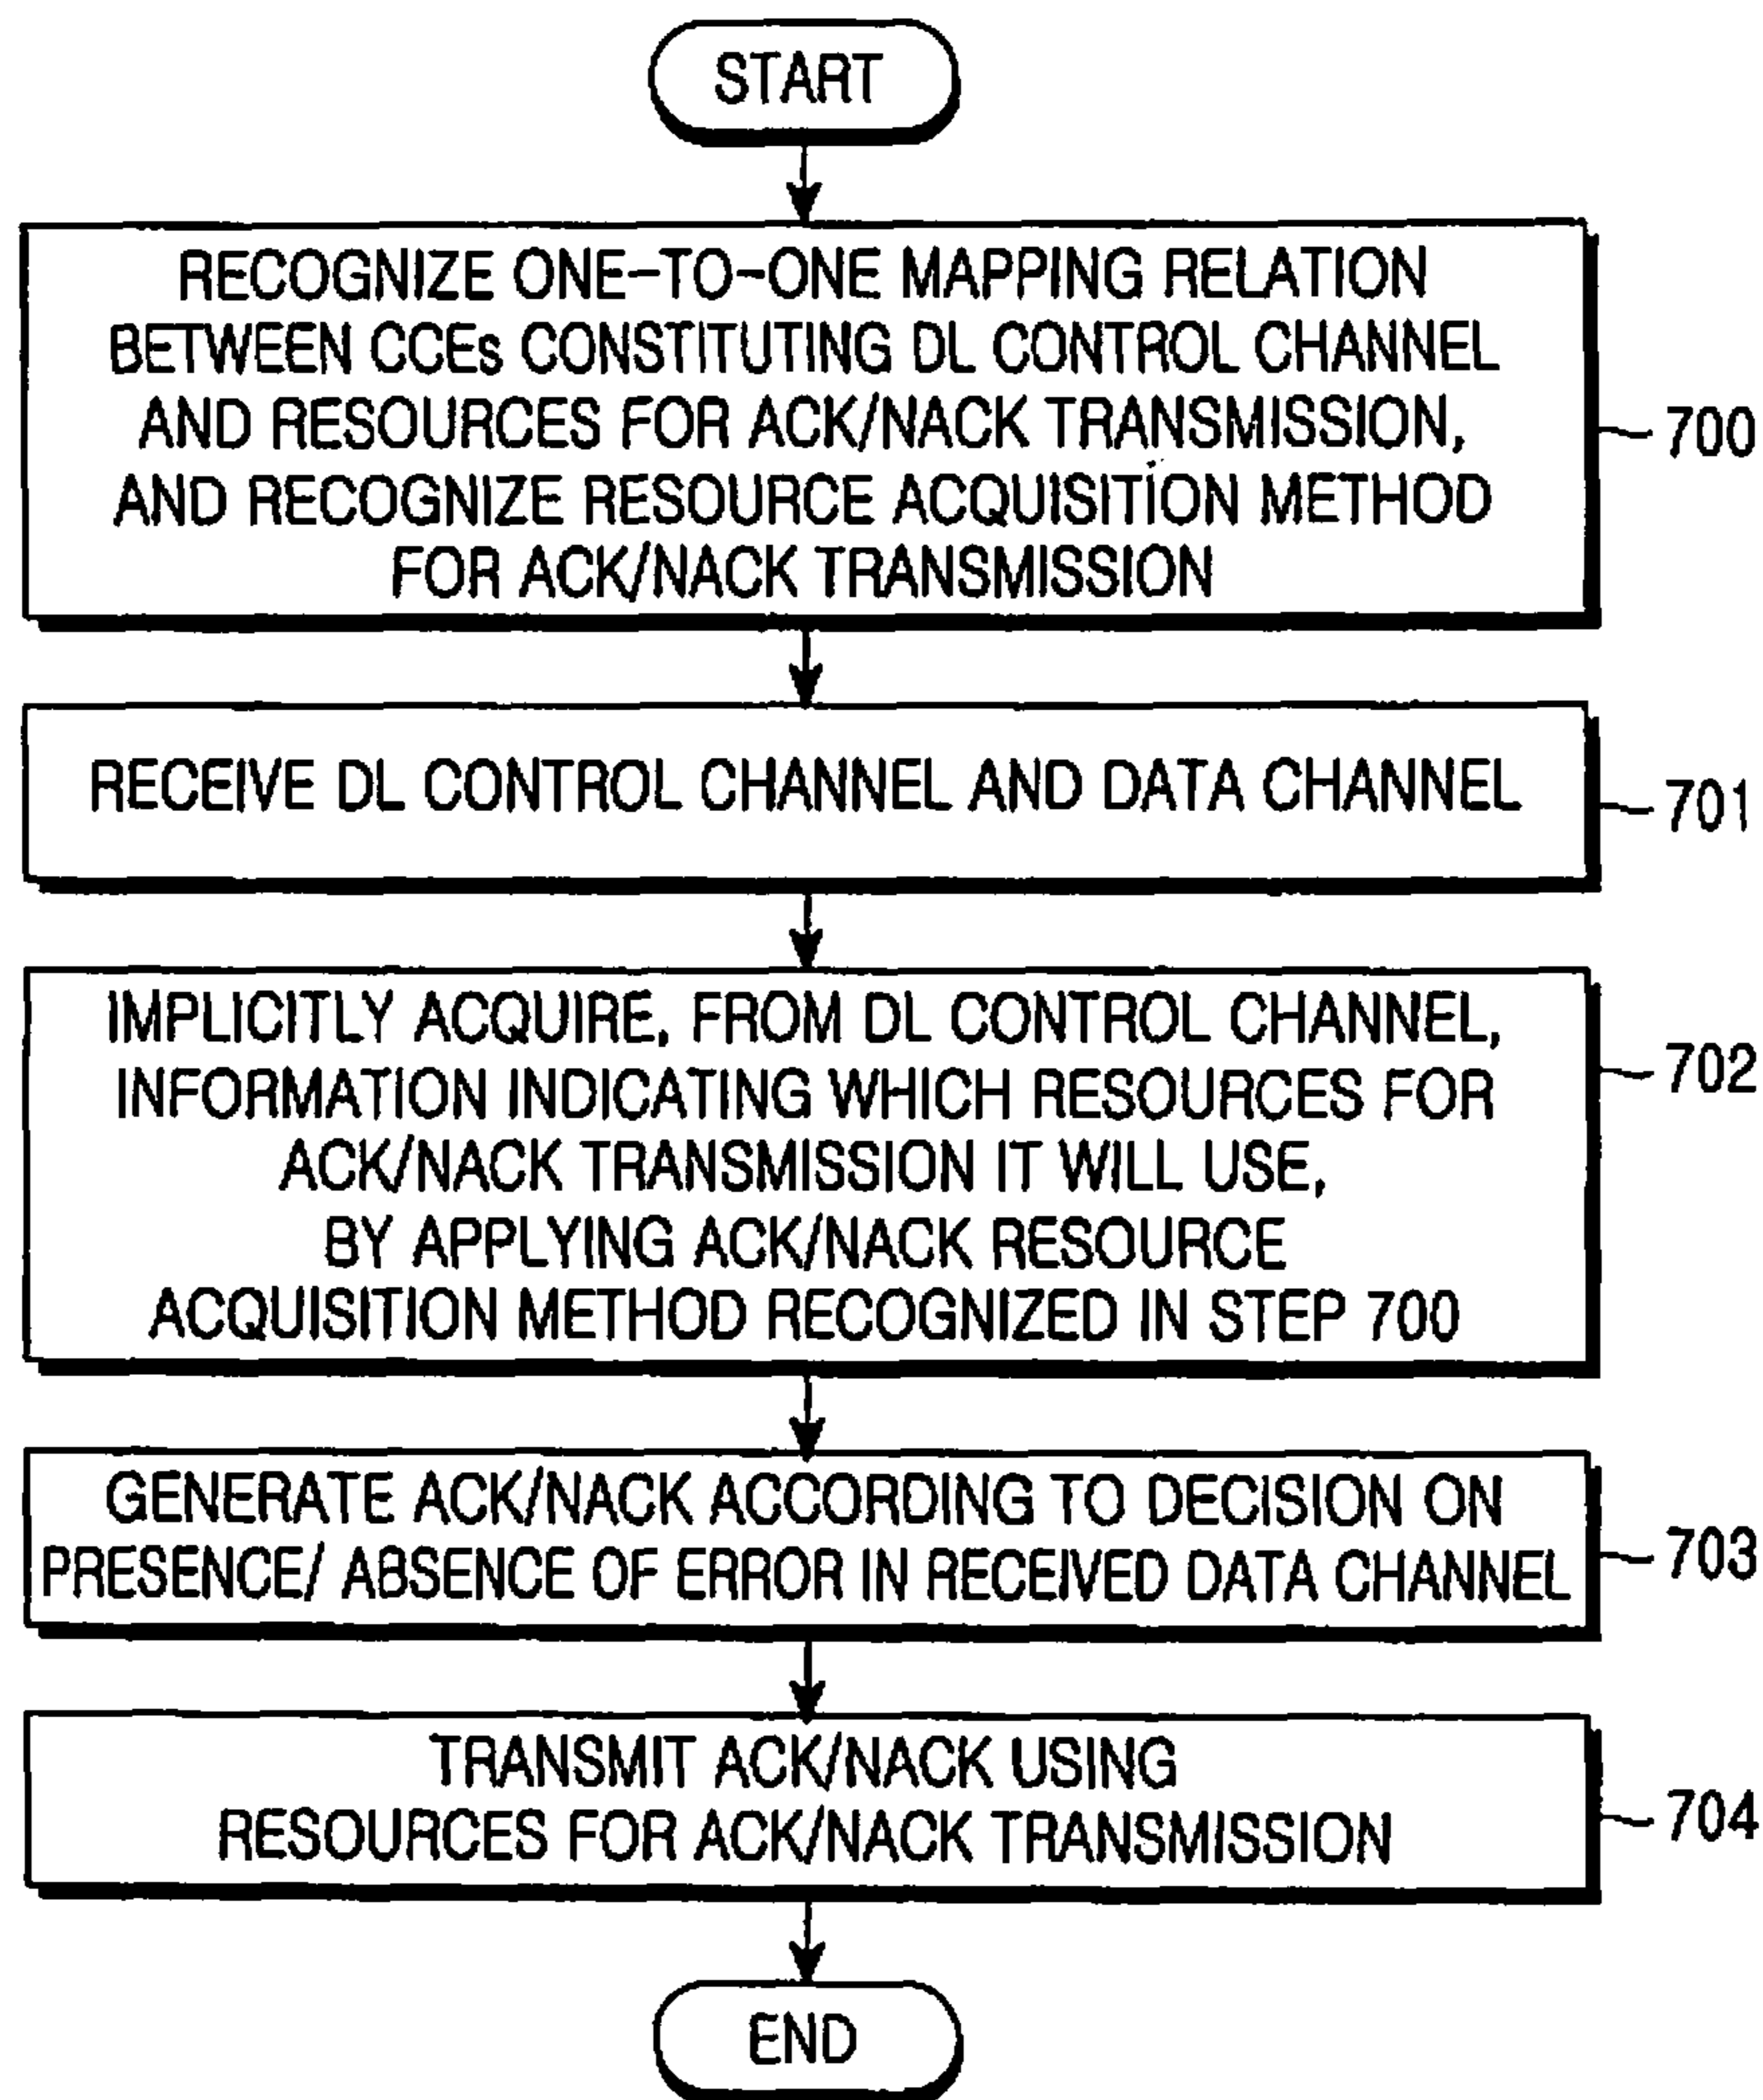 START
RECOGNIZE ONE-TO-ONE MAPPING RELATION
BETWEEN CCEs CONSTITUTING DL CONTROL CHANNEL
AND RESOURCES FOR ACK/NACK TRANSMISSION,
AND RECOGNIZE RESOURCE ACQUISITION METHOD
FOR ACK/NACK TRANSMISSION
700
RECEIVE DL CONTROL CHANNEL AND DATA CHANNEL
701
IMPLICITLY ACQUIRE, FROM DL CONTROL CHANNEL,
INFORMATION INDICATING WHICH RESOURCES FOR
ACK/NACK TRANSMISSION IT WILL USE,
BY APPLYING ACK/NACK RESOURCE
ACQUISITION METHOD RECOGNIZED IN STEP 700
702
GENERATE ACK/NACK ACCORDING TO DECISION ON
PRESENCE/ ABSENCE OF ERROR IN RECEIVED DATA CHANNEL
703
TRANSMIT ACK/NACK USING
RESOURCES FOR ACK/NACK TRANSMISSION
704
END